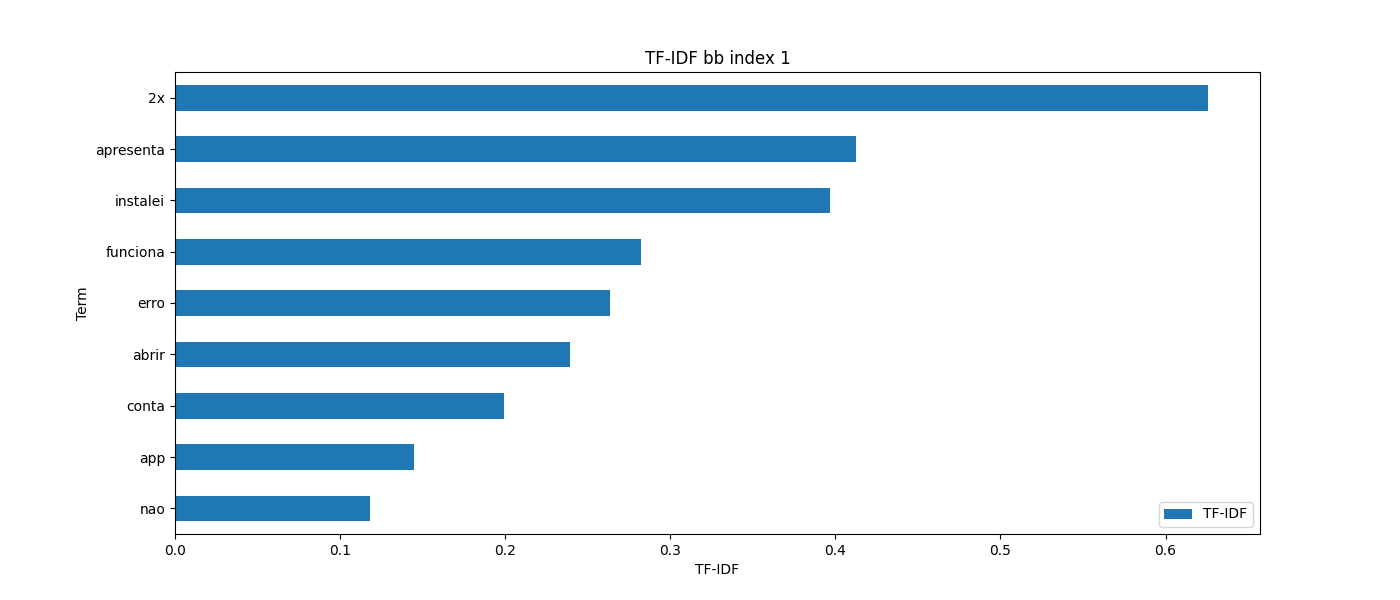 TF-IDF bb index 1
2x
apresenta
instalei
funciona
erro
abrir
conta
app
nao
Term
0.0 0.1 0.2 0.3 0.4 0.5 0.6
TF-IDF
TF-IDF